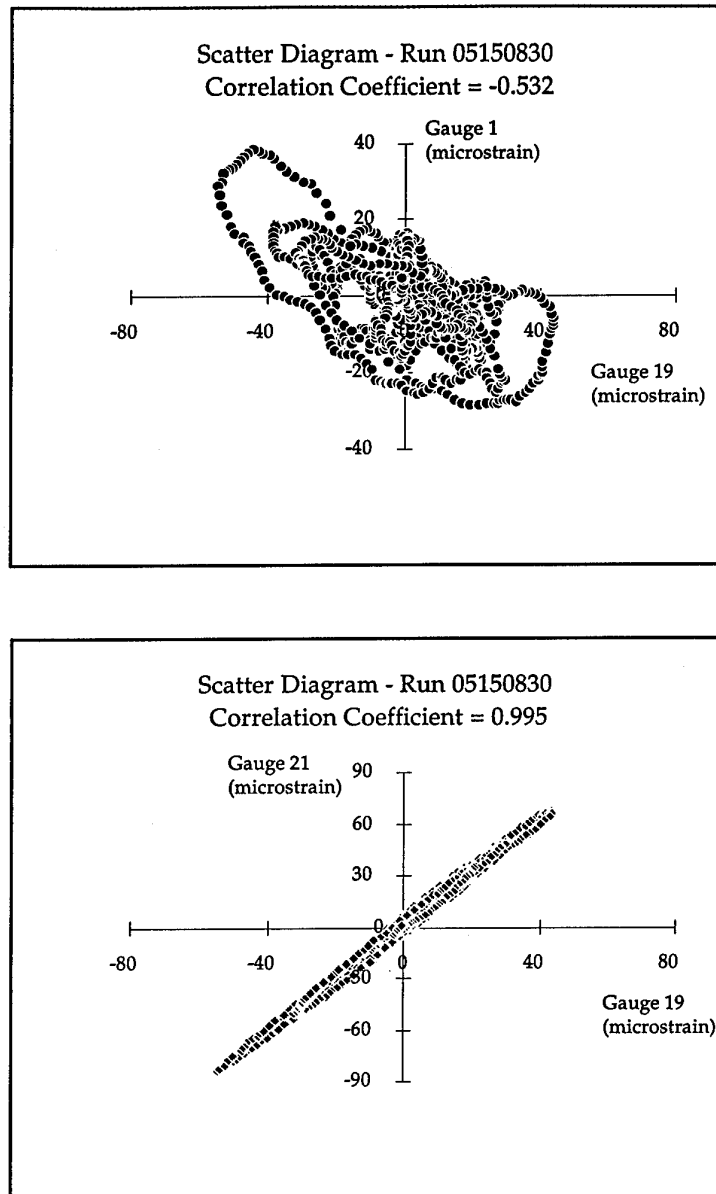 Scatter Diagram - Run 05150830
Correlation Coefficient = -0.532
Gauge 1
(microstrain)
40
20
-80
-40
40
80
-20
Gauge 19
(microstrain)
-40
Scatter Diagram - Run 05150830
Correlation Coefficient = 0.995
Gauge 21
(microstrain)
90
60
30
0
-80
-40
0
40
80
-30
Gauge 19
(microstrain)
-60
-90